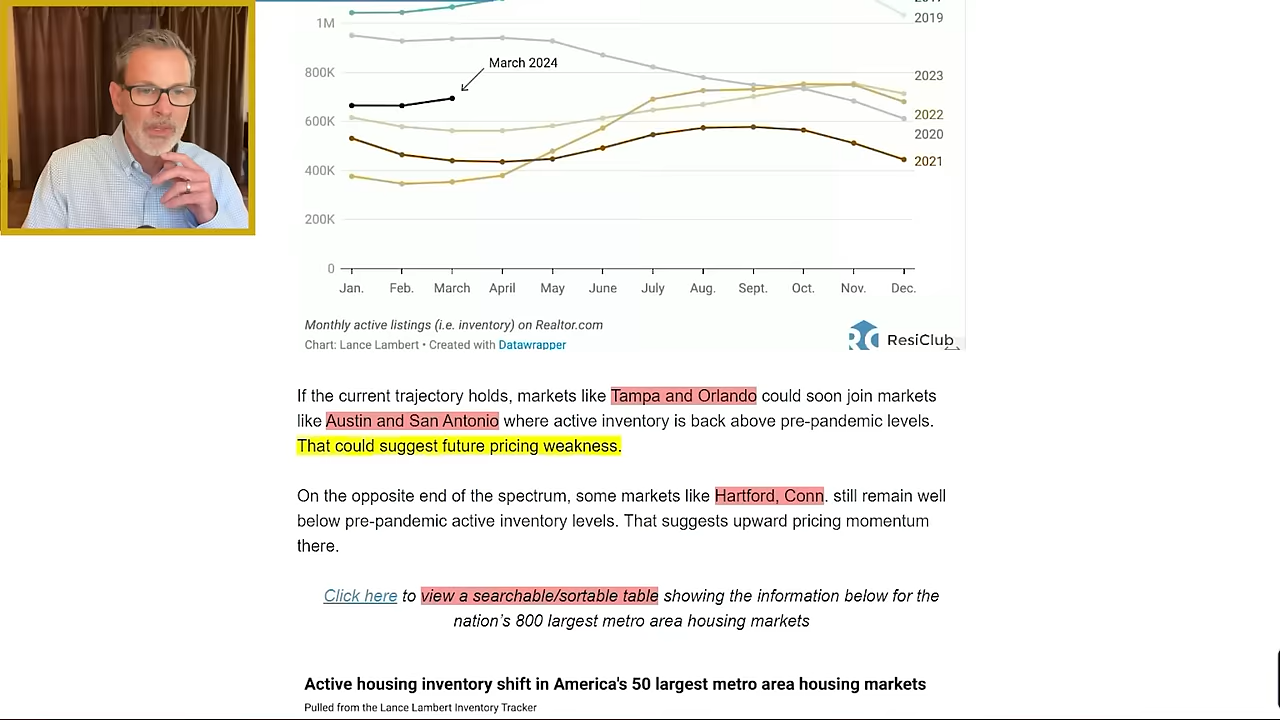 2019
1M
March 2024
800K
2023
600K
2022
2020
400K
2021
200K
0
Jan. Feb. March April May June July Aug. Sept. Oct. Nov. Dec.
Monthly active listings (i.e. inventory) on Realtor.com
Chart: Lance Lambert • Created with Datawrapper
RC ResiClub
If the current trajectory holds, markets like Tampa and Orlando could soon join markets
like Austin and San Antonio where active inventory is back above pre-pandemic levels.
That could suggest future pricing weakness.
On the opposite end of the spectrum, some markets like Hartford, Conn. still remain well
below pre-pandemic active inventory levels. That suggests upward pricing momentum
there.
Click here to view a searchable/sortable table showing the information below for the
nation's 800 largest metro area housing markets
Active housing inventory shift in America's 50 largest metro area housing markets
Pulled from the Lance Lambert Inventory Tracker